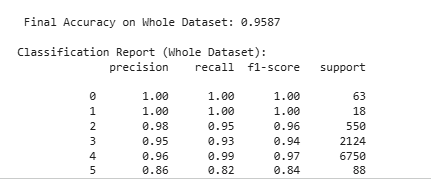 Final Accuracy on Whole Dataset: 0.9587
Classification Report (Whole Dataset):
precision recall f1-score support
0 1.00 1.00 1.00 63
1 1.00 1.00 1.00 18
2 0.98 0.95 0.96 550
3 0.95 0.93 0.94 2124
4 0.96 0.99 0.97 6750
5 0.86 0.82 0.84 88